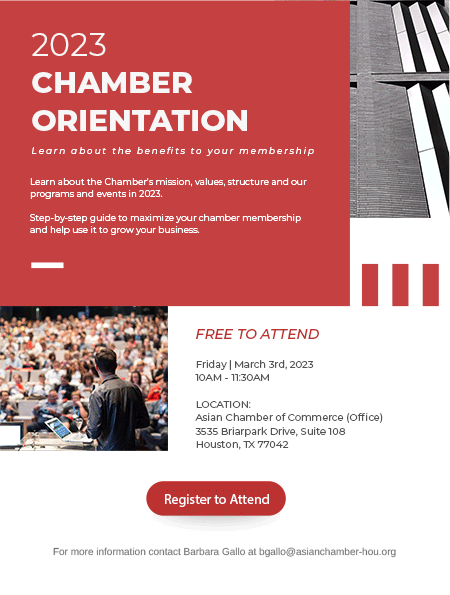 2023
CHAMBER
ORIENTATION
Learn about the benefits to your membership
Learn about the Chamber's mission, values, structure and our
programs and events in 2023.
Step-by-step guide to maximize your chamber membership
and help use it to grow your business.
FREE TO ATTEND
Friday | March 3rd, 2023
10AM - 11:30AM
LOCATION:
Asian Chamber of Commerce (Office)
3535 Briarpark Drive, Suite 108
Houston, TX 77042
Register to Attend
For more information contact Barbara Gallo at bgallo@asianchamber-hou.org